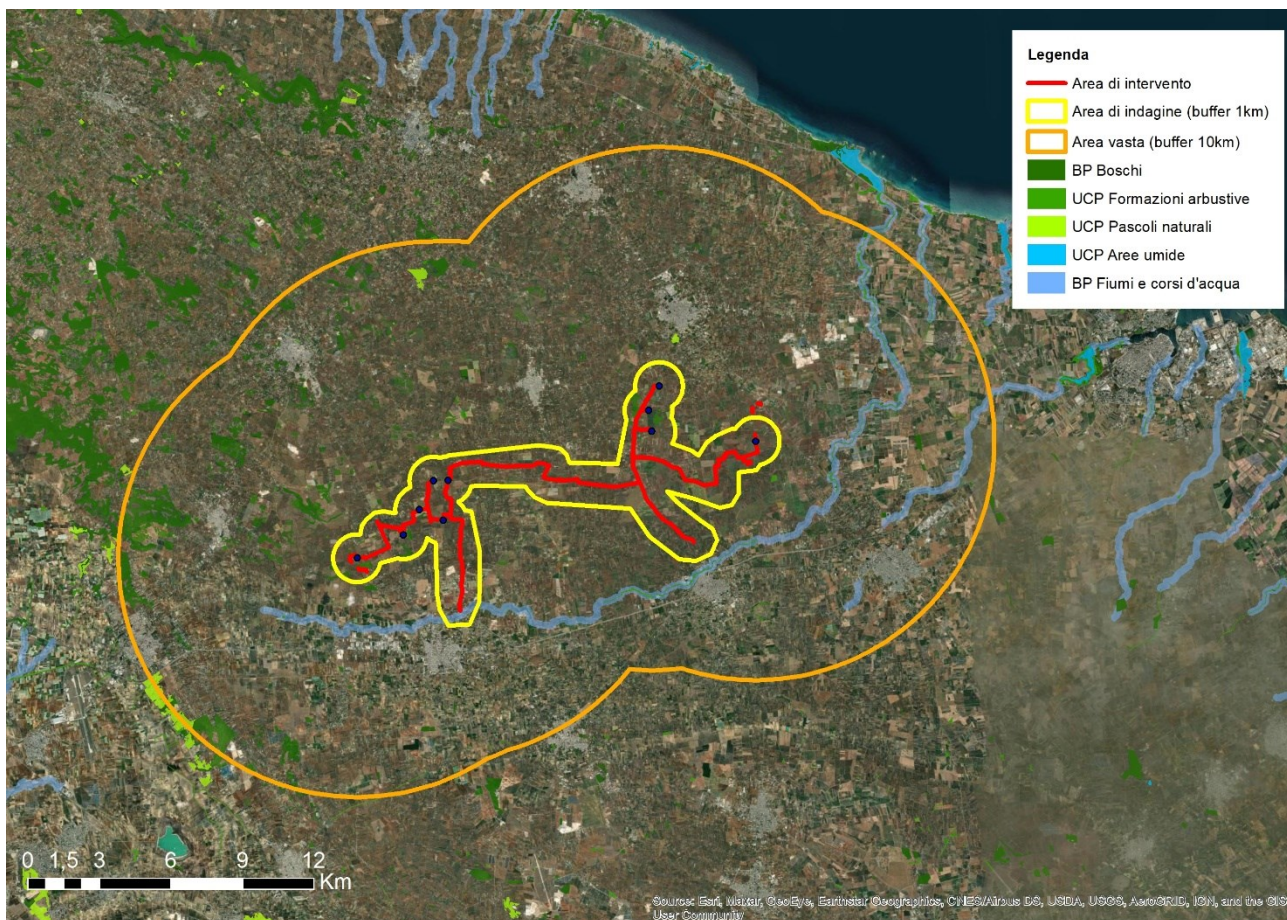 Legenda
Area di intervento
Area di indagine (buffer 1km)
Area vasta (buffer 10km)
BP Boschi
UCP Formazioni arbustive
UCP Pascoli naturali
UCP Aree umide
BP Fiumi e corsi d'acqua
0 1,5 3 6 9 12
Km
Source: Esri, Maxar, GeoEye, Earthstar Geographics, CNES/Airbus DS, USDA, USGS, AeroGRID, IGN, and the GIS
User Community